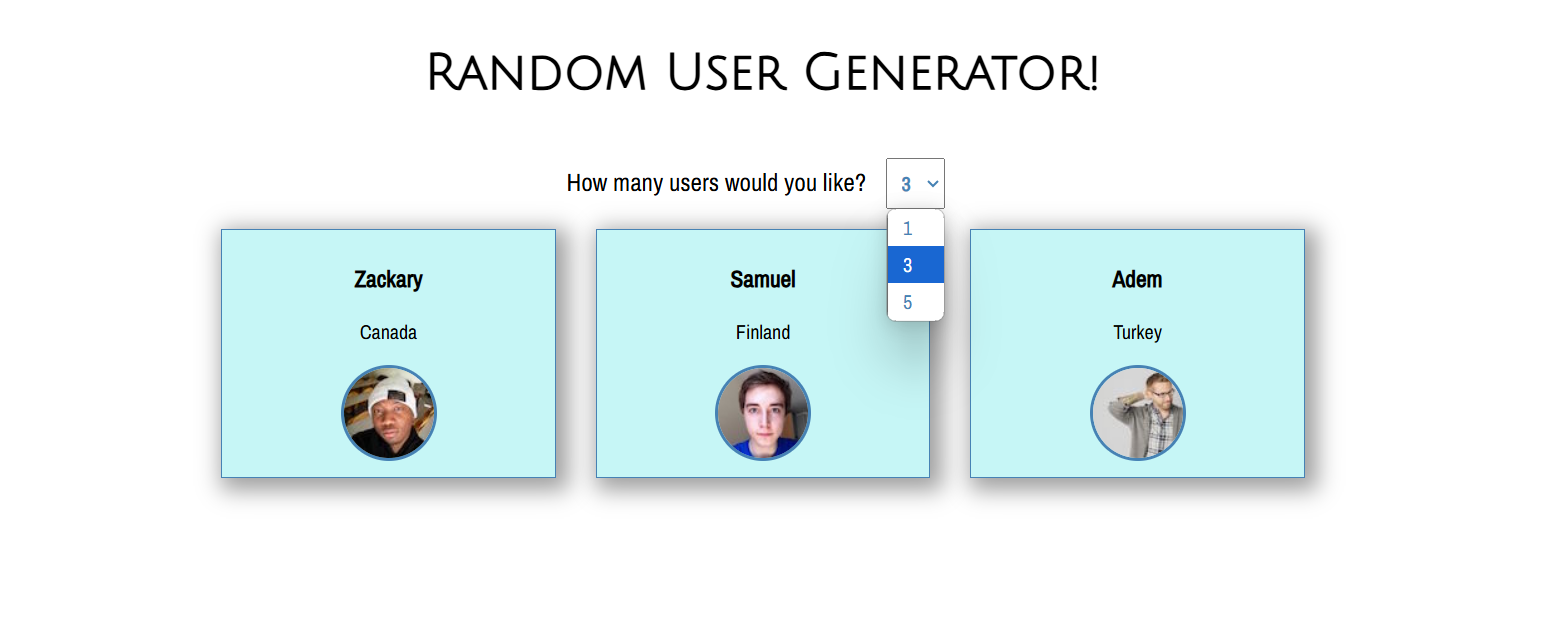 Random User Generator!
How many users would you like? 3
1
3
5
Zackary
Canada
Samuel
Finland
Adem
Turkey